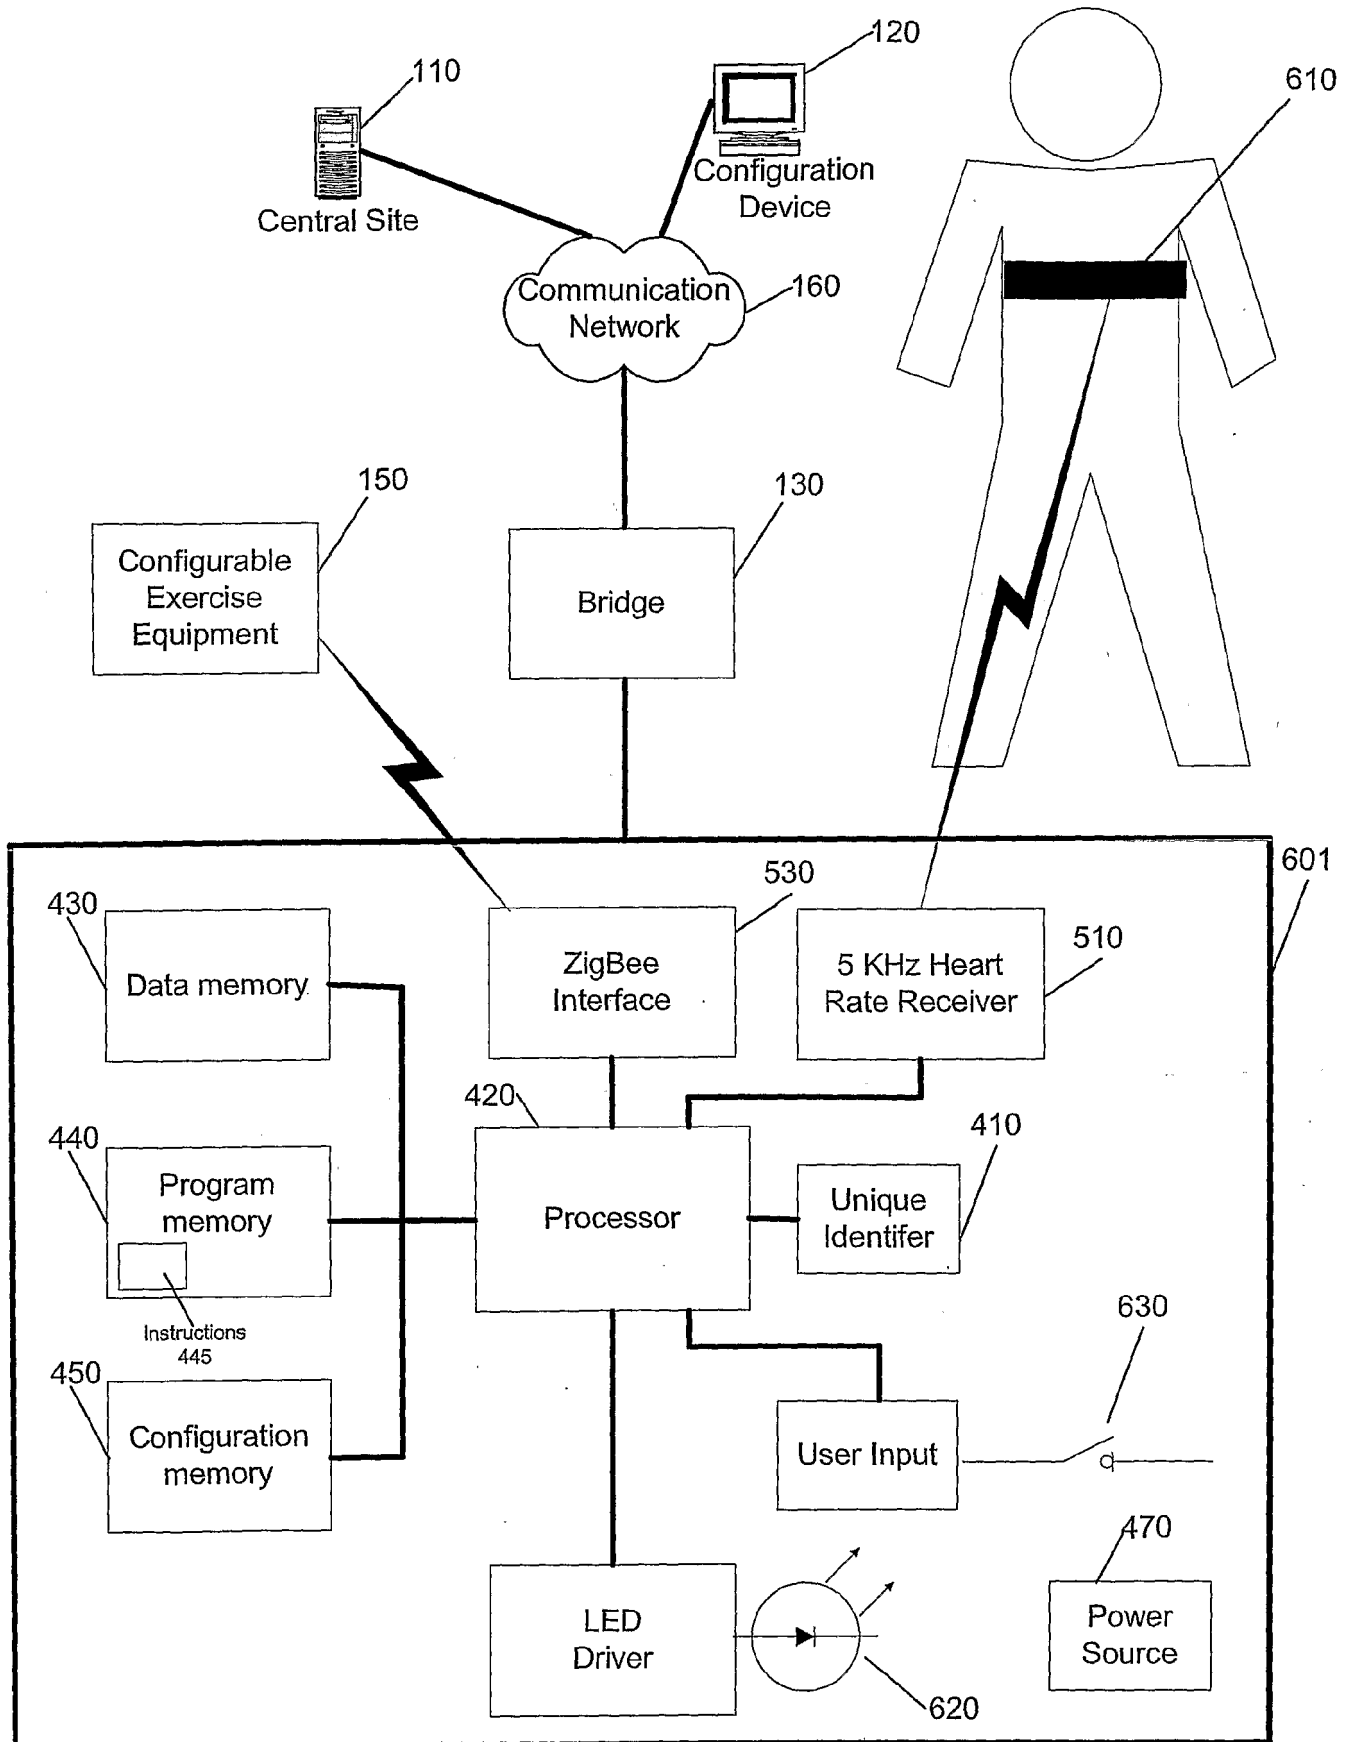 120
110
610
Configuration
Device
Central Site
Communication
Network
160
150
130
Configurable
Exercise
Equipment
Bridge
601
430
530
510
Data memory
ZigBee
Interface
5 KHz Heart
Rate Receiver
420
410
440
Program
memory
Processor
Unique
Identifer
Instructions
445
630
450
Configuration
memory
User Input
470
LED
Driver
Power
Source
620